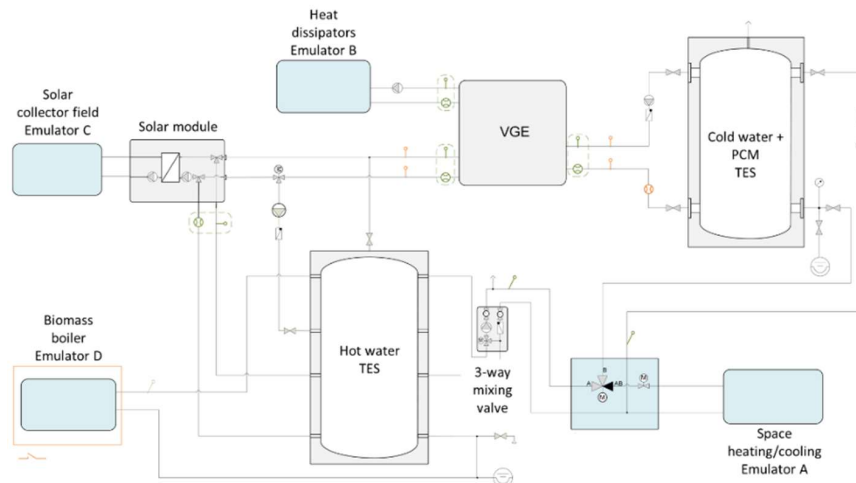 Heat
dissipators
Emulator B
Solar
collector field
Emulator C
Solar module
VGE
Cold water +
PCM
TES
Biomass
boiler
Emulator D
Hot water
TES
3-way
mixing
valve
M
B
A
AB
M
M
Space
heating/cooling
Emulator A